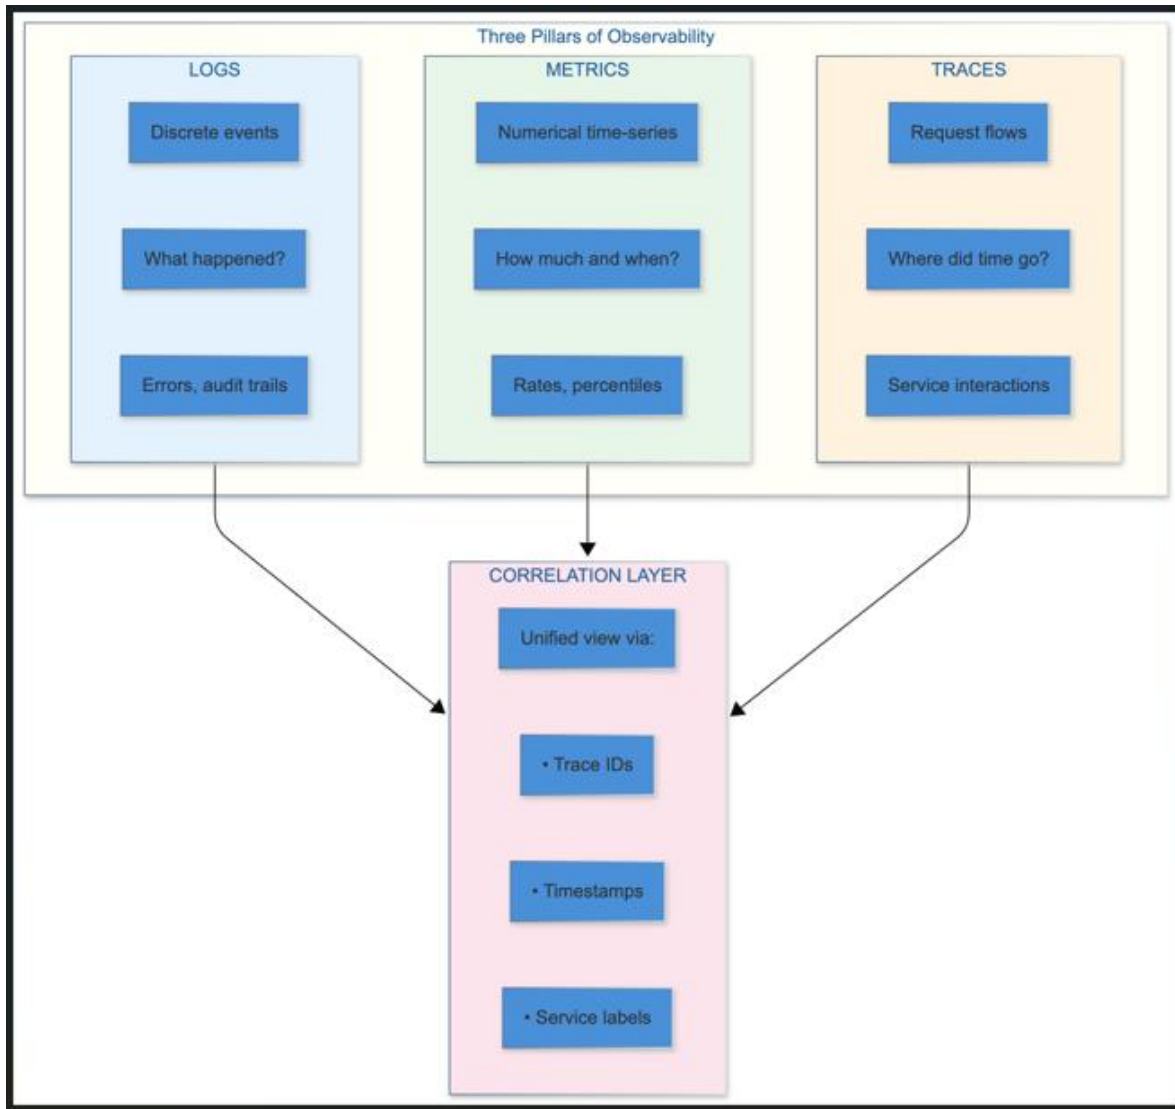 Three Pillars of Observability
LOGS
Discrete events
What happened?
Errors, audit trails
METRICS
Numerical time-series
How much and when?
Rates, percentiles
TRACES
Request flows
Where did time go?
Service interactions
CORRELATION LAYER
Unified view via:
• Trace IDs
• Timestamps
• Service labels